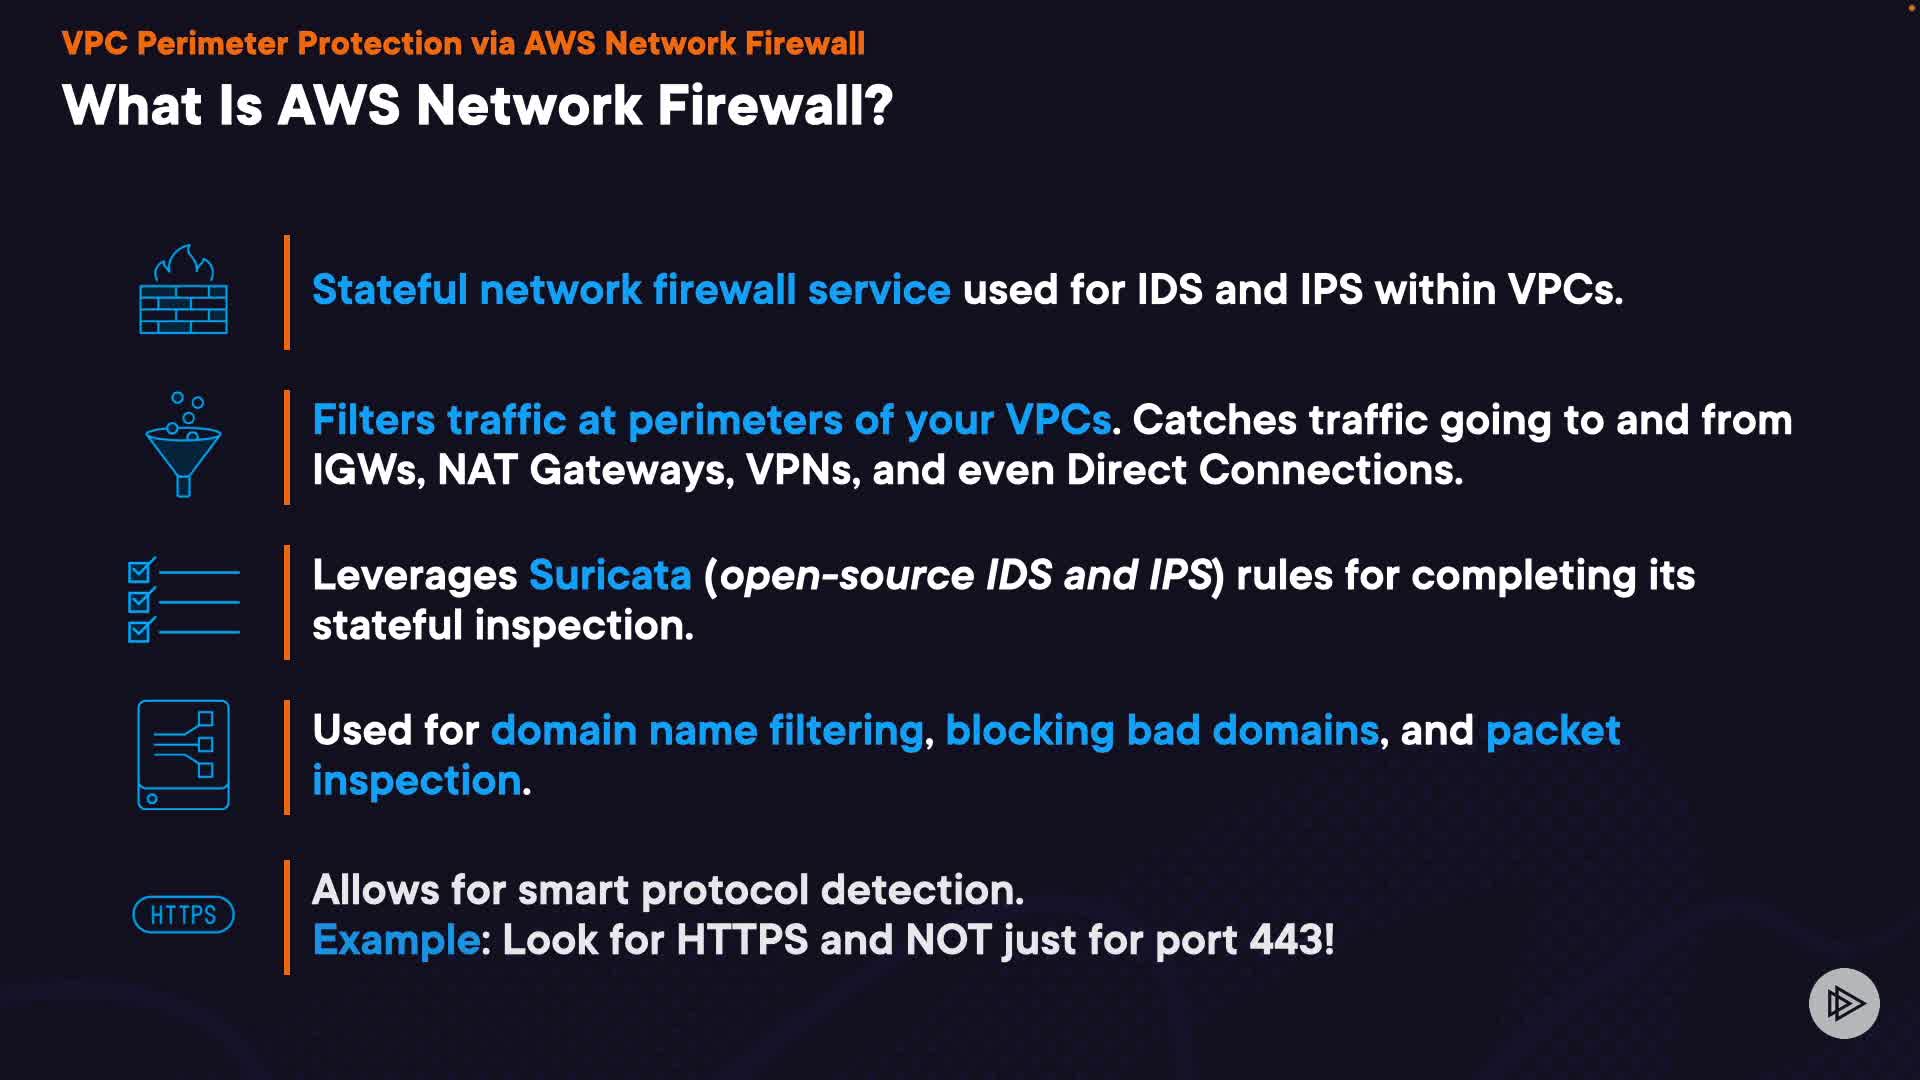 VPC Perimeter Protection via AWS Network Firewall
What Is AWS Network Firewall?
Stateful network firewall service used for IDS and IPS within VPCs.
Filters traffic at perimeters of your VPCs. Catches traffic going to and from
IGWs, NAT Gateways, VPNs, and even Direct Connections.
Leverages Suricata (open-source IDS and IPS) rules for completing its
stateful inspection.
Used for domain name filtering, blocking bad domains, and packet
inspection.
HTTPS
Allows for smart protocol detection.
Example: Look for HTTPS and NOT just for port 443!